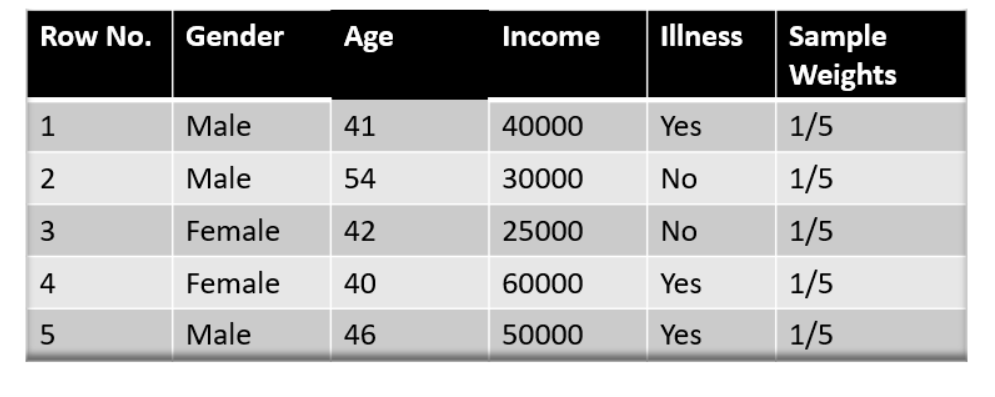 Row No. Gender Age Income Illness Sample
Weights
1 Male 41 40000 Yes 1/5
2 Male 54 30000 No 1/5
3 Female 42 25000 No 1/5
4 Female 40 60000 Yes 1/5
5 Male 46 50000 Yes 1/5